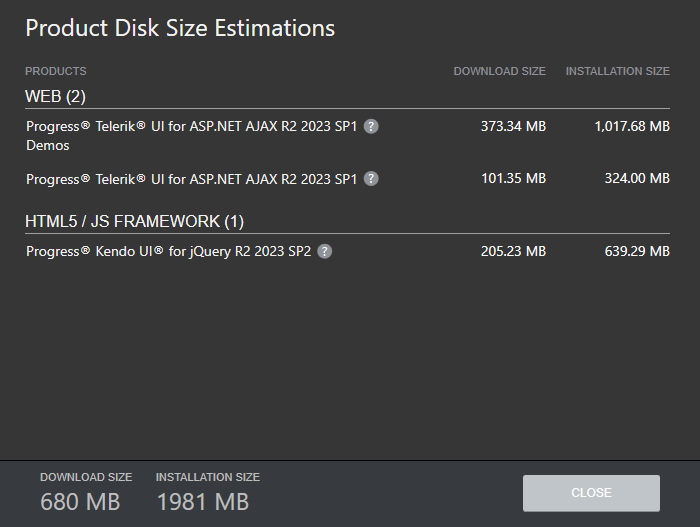 Product Disk Size Estimations
PRODUCTS DOWNLOAD SIZE INSTALLATION SIZE
WEB (2)
Progress® Telerik® UI for ASP.NET AJAX R2 2023 SP1 ? 373.34 MB 1,017.68 MB
Demos
Progress® Telerik® UI for ASP.NET AJAX R2 2023 SP1 ? 101.35 MB 324.00 MB
HTML5 / JS FRAMEWORK (1)
Progress® Kendo UI® for jQuery R2 2023 SP2 ? 205.23 MB 639.29 MB
DOWNLOAD SIZE INSTALLATION SIZE
680 MB 1981 MB
CLOSE